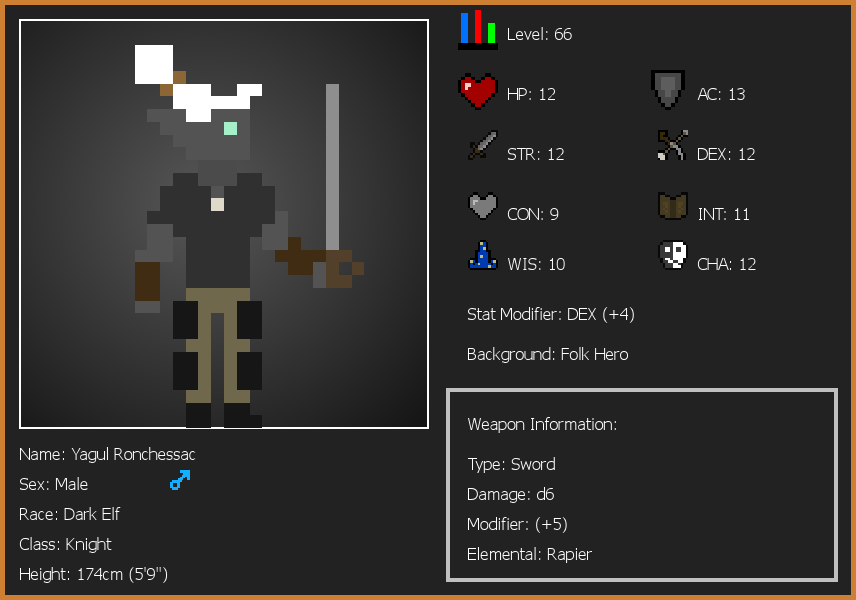 Level: 66
HP: 12
AC: 13
STR: 12
DEX: 12
CON: 9
INT: 11
WIS: 10
CHA: 12
Stat Modifier: DEX (+4)
Background: Folk Hero
Weapon Information:
Type: Sword
Damage: d6
Modifier: (+5)
Elemental: Rapier
Name: Yagul Ronchessac
Sex: Male
Race: Dark Elf
Class: Knight
Height: 174cm (5'9")